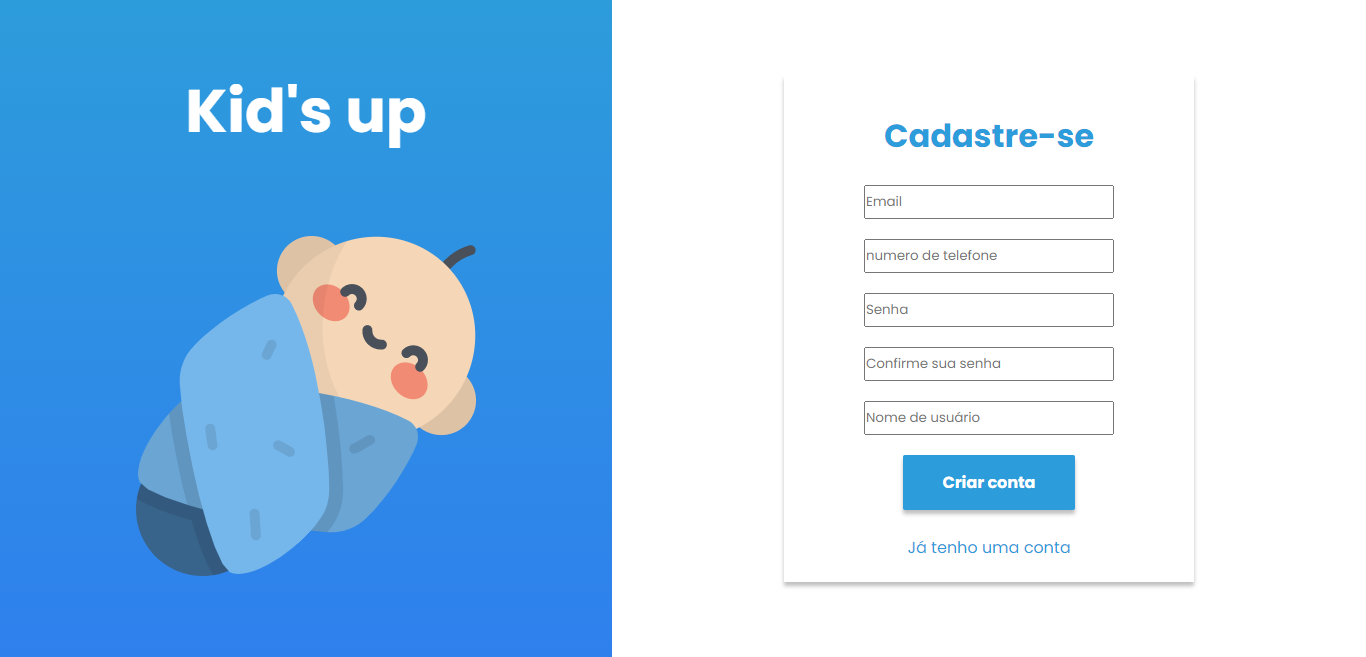 Kid's up
Cadastre-se
Email
numero de telefone
Senha
Confirme sua senha
Nome de usuário
Criar conta
Já tenho uma conta